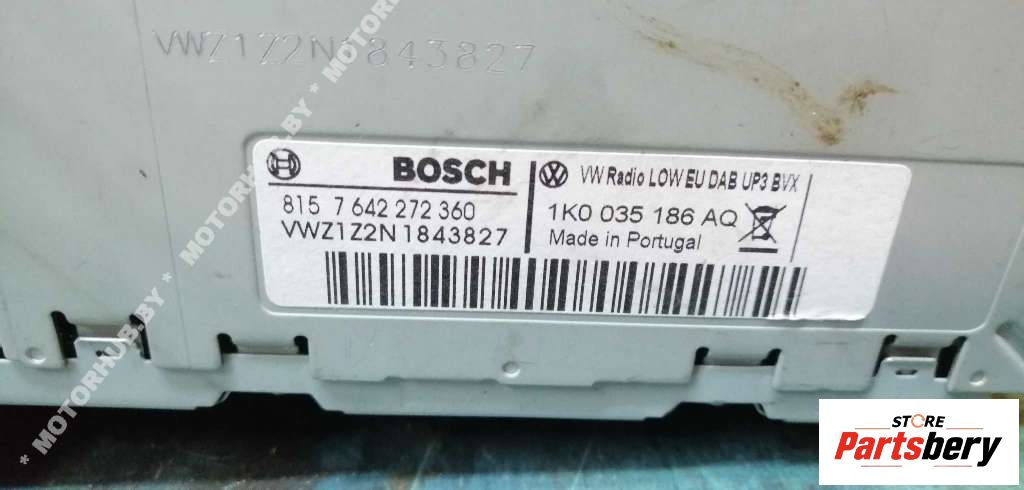 VWZ1Z2N1843827
BOSCH
815 7 642 272 360
VWZ1Z2N1843827
VW Radio LOW EU DAB UP3 BVX
1K0 035 186 AQ
Made in Portugal
* MOTORHUB.BY * MOTORHUB.BY * MOTORHUB.BY
STORE
Partsbery